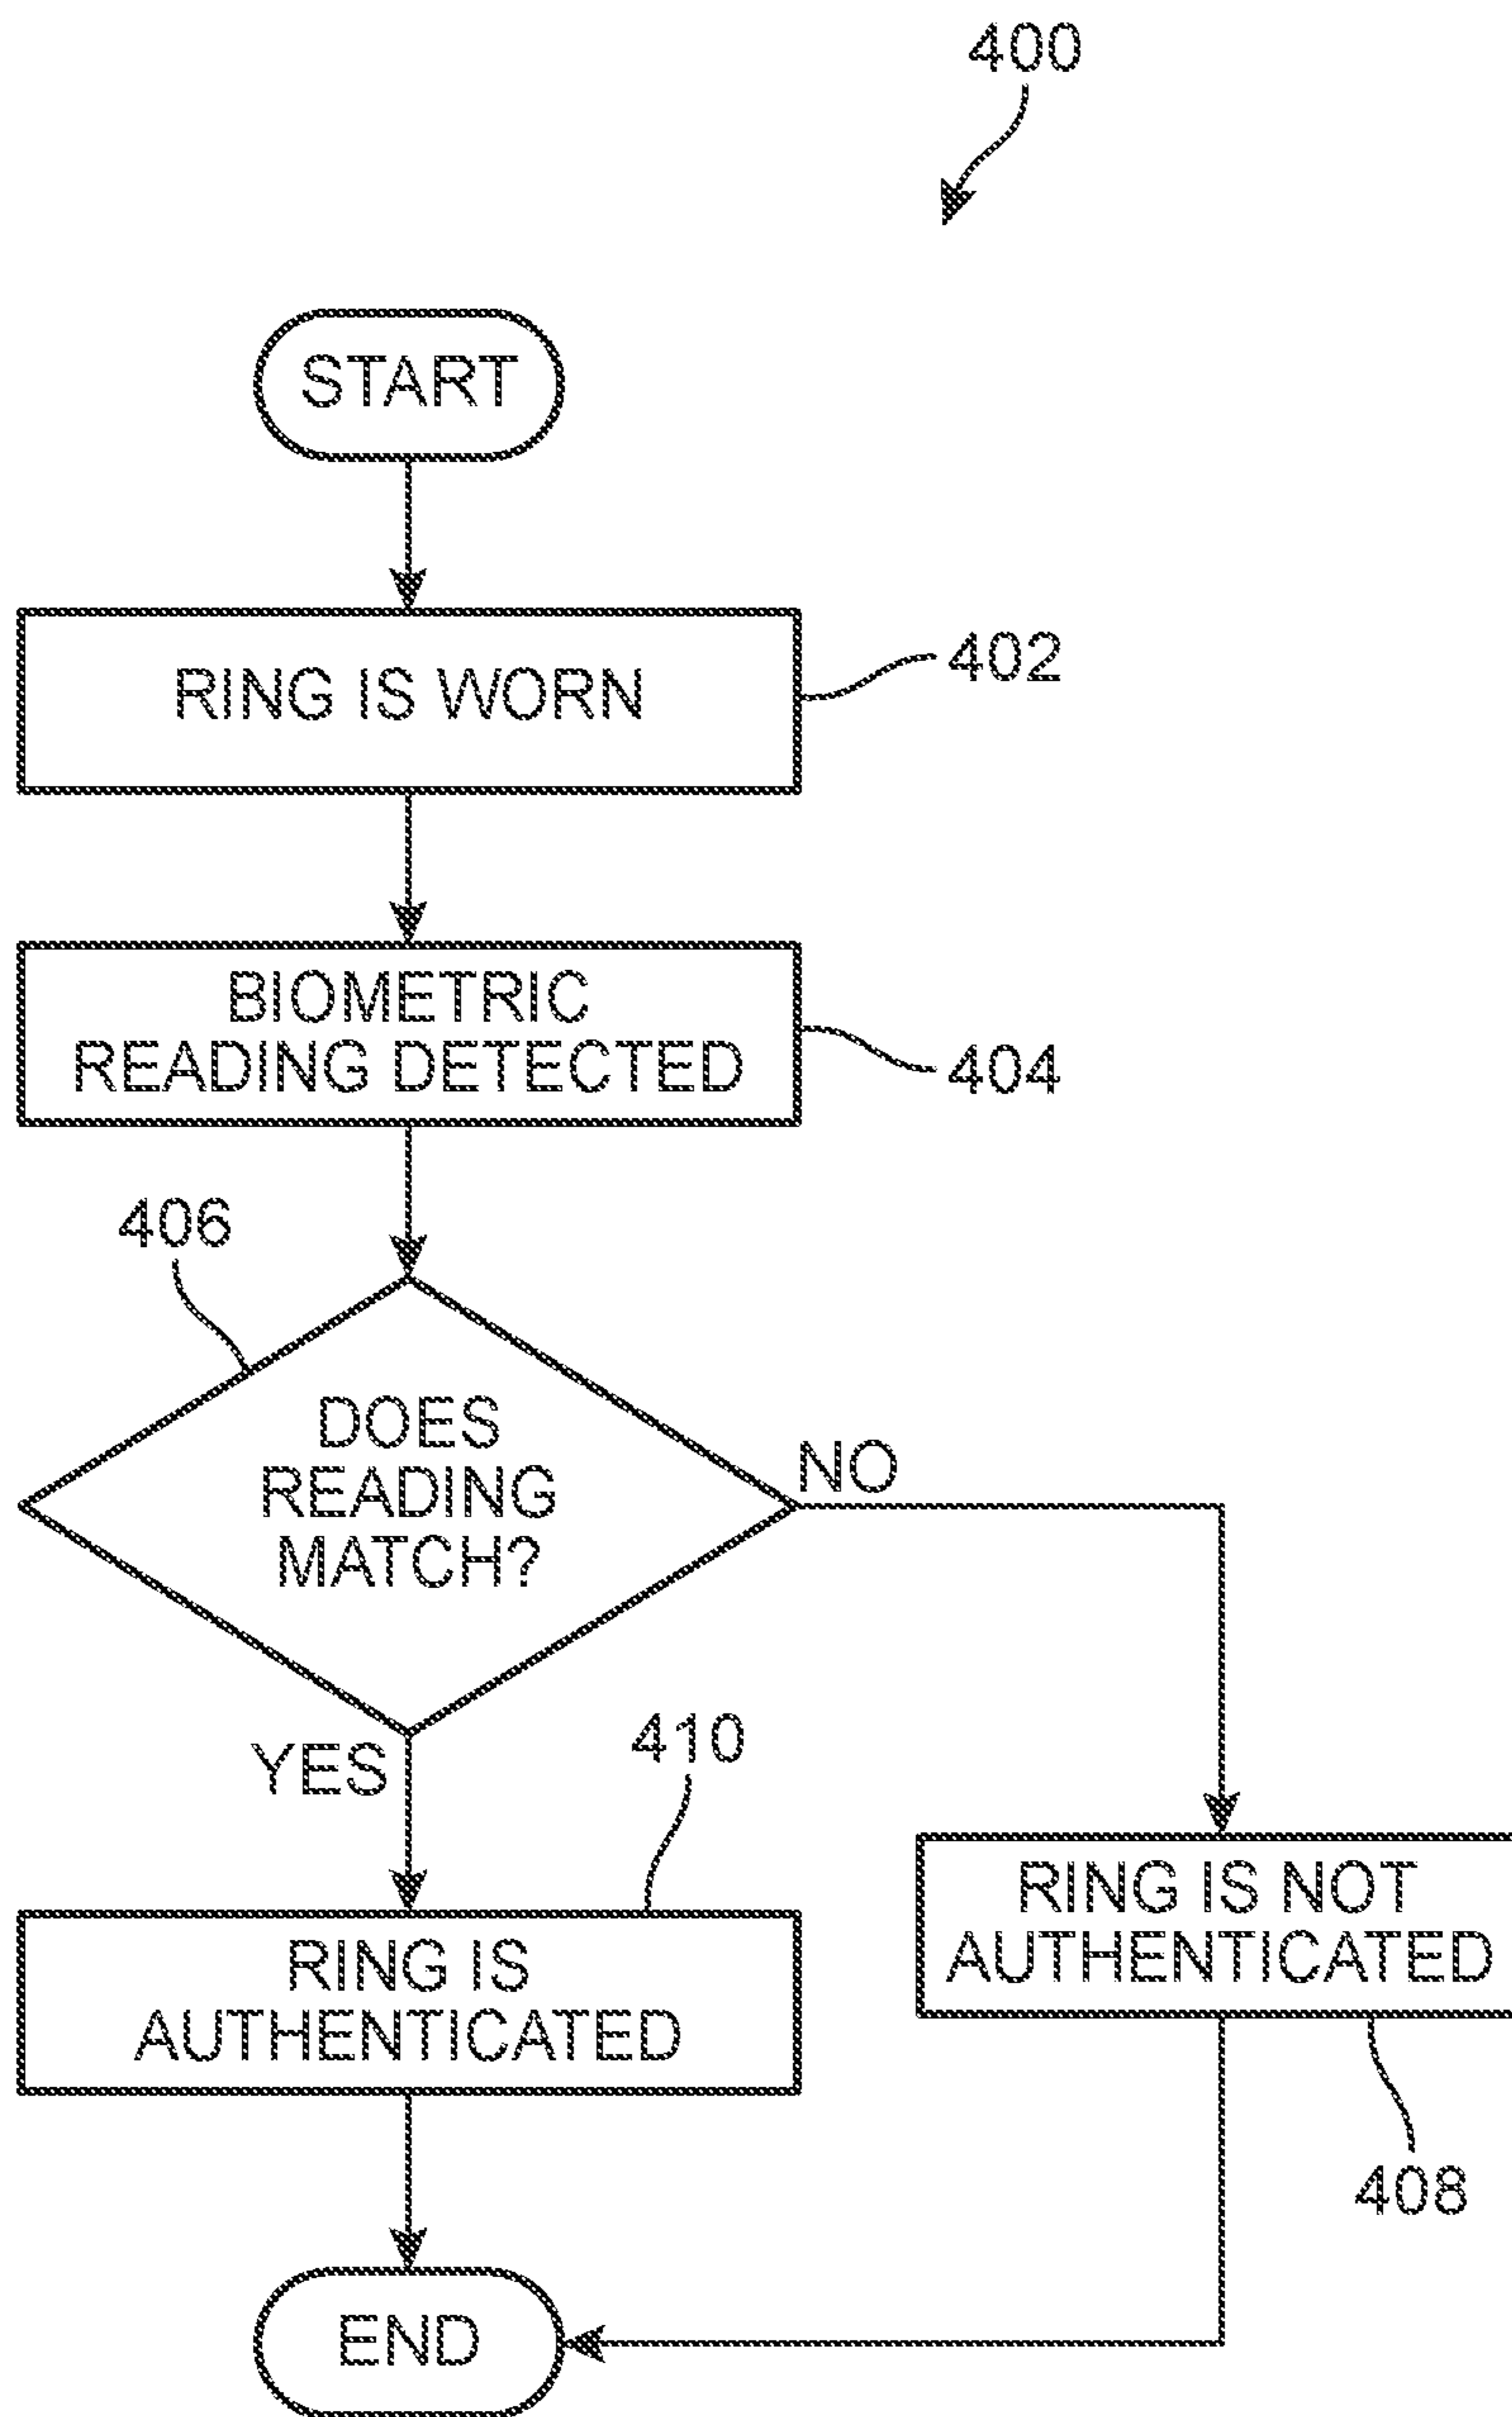 400
START
RING IS WORN
402
BIOMETRIC
READING DETECTED
404
406
DOES
READING
MATCH?
NO
YES
410
RING IS
AUTHENTICATED
RING IS NOT
AUTHENTICATED
408
END